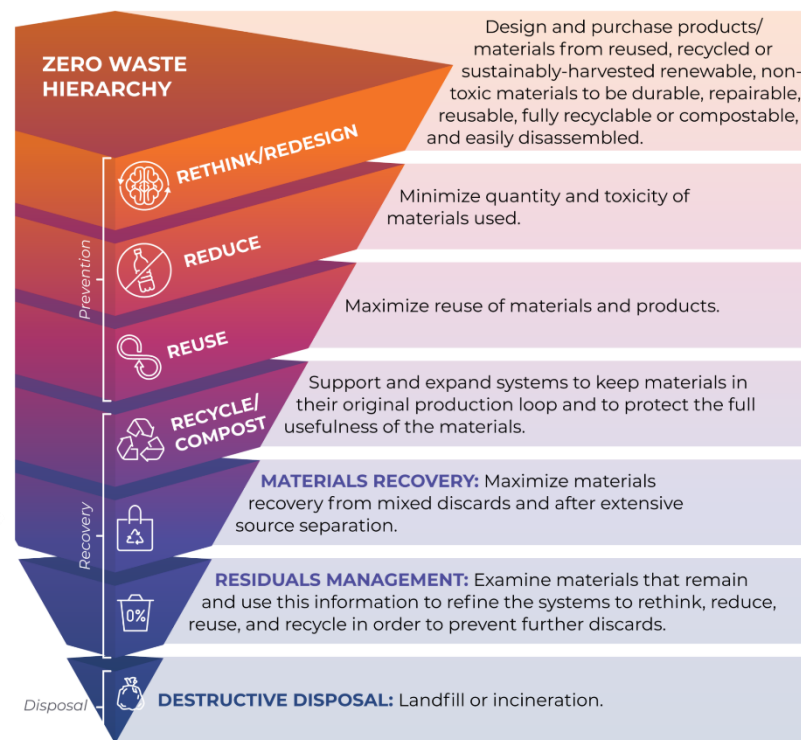 ZERO WASTE
HIERARCHY
Design and purchase products/
materials from reused, recycled or
sustainably-harvested renewable, non-
toxic materials to be durable, repairable,
reusable, fully recyclable or compostable,
and easily disassembled.
Prevention
RETHINK/REDESIGN
REDUCE
Minimize quantity and toxicity of
materials used.
REUSE
Maximize reuse of materials and products.
Recovery
RECYCLE/
COMPOST
Support and expand systems to keep materials in
their original production loop and to protect the full
usefulness of the materials.
MATERIALS RECOVERY: Maximize materials
recovery from mixed discards and after extensive
source separation.
0%
RESIDUALS MANAGEMENT: Examine materials that remain
and use this information to refine the systems to rethink, reduce,
reuse, and recycle in order to prevent further discards.
Disposal
DESTRUCTIVE DISPOSAL: Landfill or incineration.